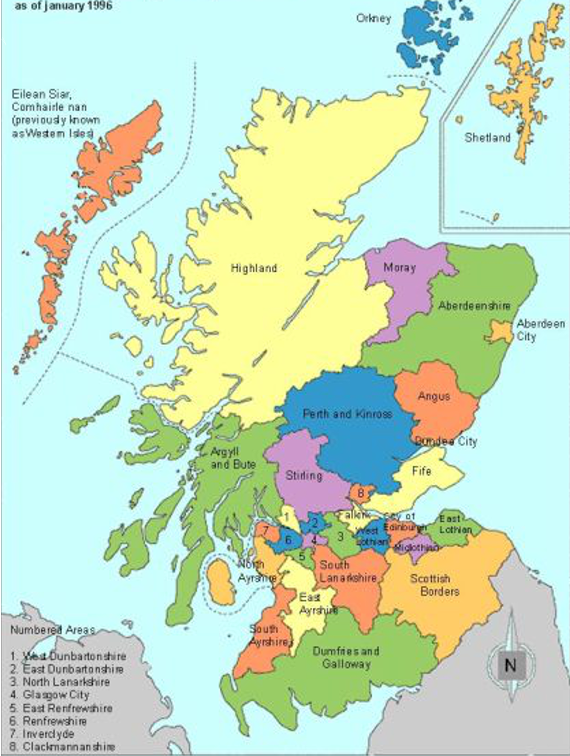 as of january 1996
Orkney
Eilean Siar,
Comhairle nan
(previously known
as Western Isles)
Shetland
Highland
Moray
Aberdeenshire
Aberdeen
City
Angus
Perth and Kinross
Dundee City
Argyll
and Bute
Stirling
Fife
8
1
Falkirk
City of
Edinburgh
East
Lothian
7
2
6
4
3
West
Lothian
Midlothian
5
North
Ayrshire
South
Lanarkshire
Scottish
Borders
East
Ayrshire
South
Ayrshire
Dumfries and
Galloway
N
Numbered Areas
1. West Dunbartonshire
2. East Dunbartonshire
3. North Lanarkshire
4. Glasgow City
5. East Renfrewshire
6. Renfrewshire
7. Inverclyde
8. Clackmannanshire